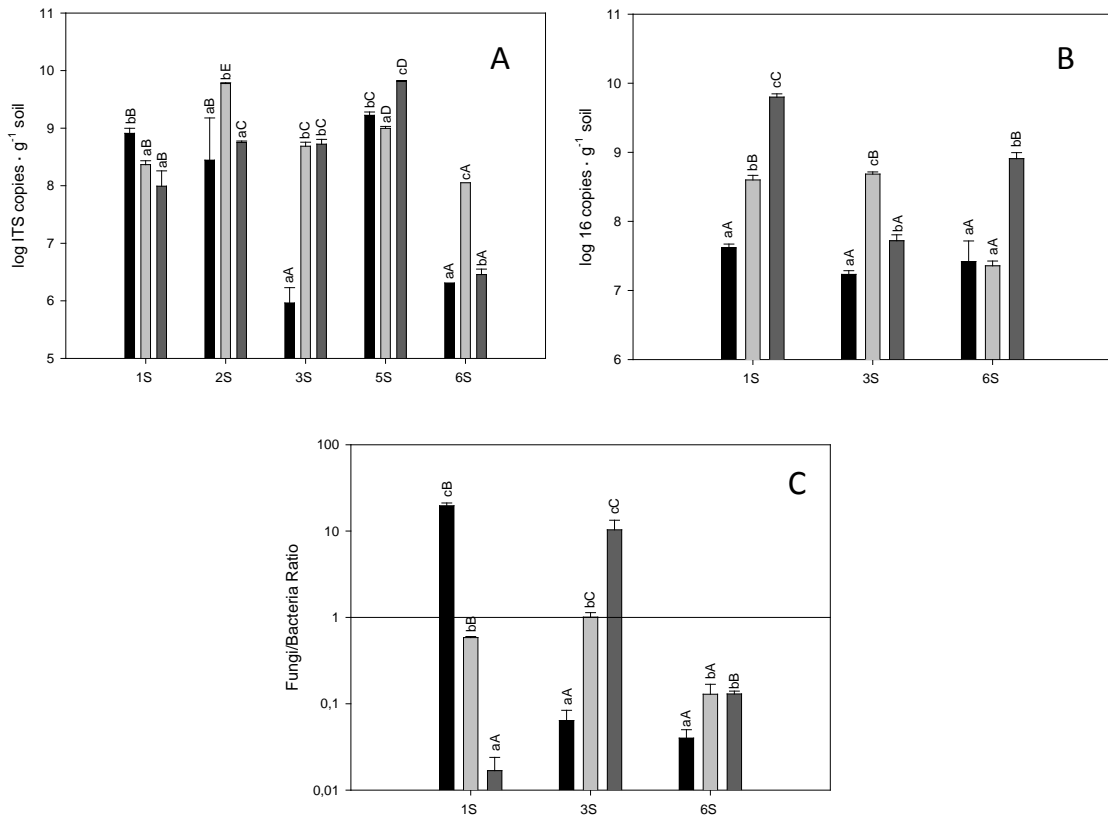 A
log ITS copies · g⁻¹ soil
11
10
9
8
7
6
5
bB
aB
aB
aB
bE
aC
aA
bC
bC
bC
aD
cD
aA
cA
bA
1S
2S
3S
5S
6S
B
log 16 copies · g⁻¹ soil
11
10
9
8
7
6
aA
bB
cC
aA
cB
bA
aA
aA
bB
1S
3S
6S
C
Fungi/Bacteria Ratio
100
10
1
0,1
0,01
cB
bB
aA
aA
bC
cC
aA
bA
bB
1S
3S
6S